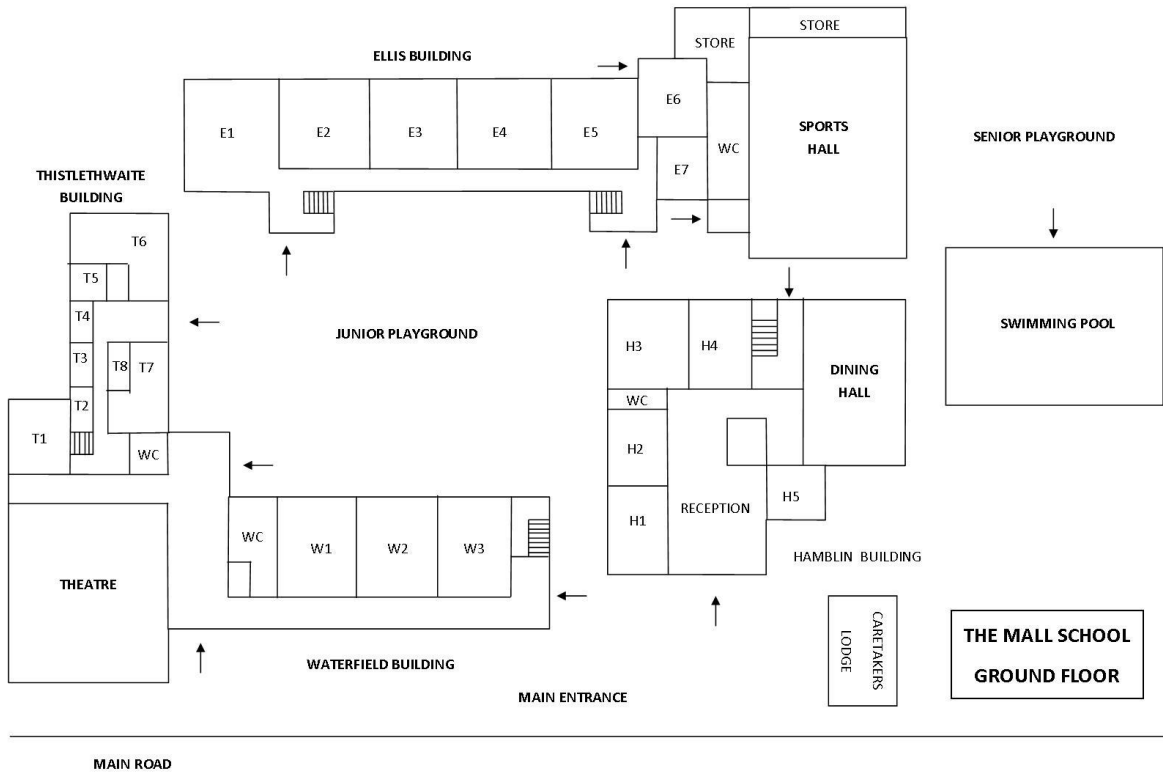 STORE
STORE
ELLIS BUILDING
E6
E1
E2
E3
E4
E5
SPORTS
HALL
SENIOR PLAYGROUND
WC
E7
THISTLETHWAITE
BUILDING
T6
T5
T4
T3
T8
T7
T2
T1
WC
JUNIOR PLAYGROUND
H3
H4
DINING
HALL
SWIMMING POOL
WC
H2
H1
RECEPTION
H5
HAMBLIN BUILDING
WC
W1
W2
W3
THEATRE
WATERFIELD BUILDING
MAIN ENTRANCE
CARETAKERS
LODGE
THE MALL SCHOOL
GROUND FLOOR
MAIN ROAD